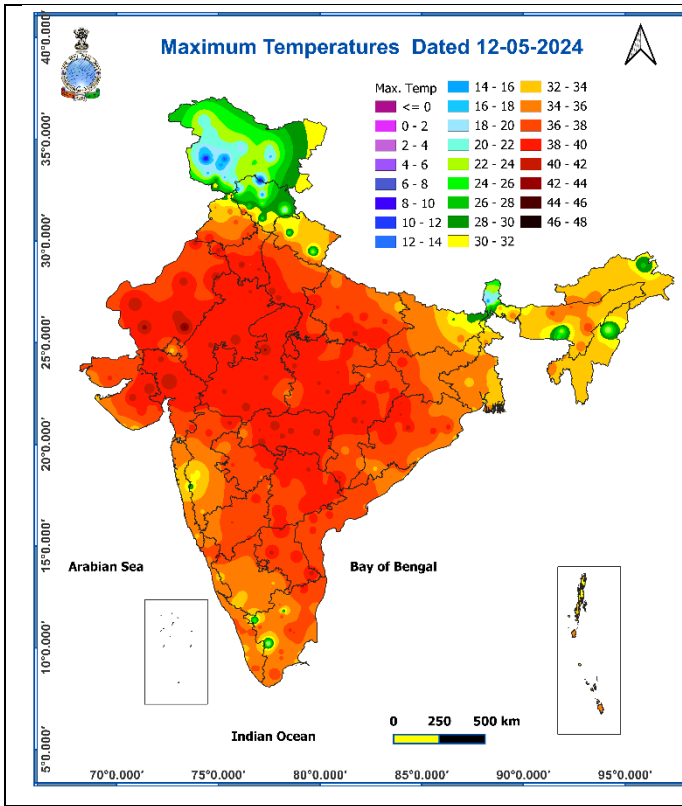 Maximum Temperatures Dated 12-05-2024
Max. Temp
<= 0
0 - 2
2 - 4
4 - 6
6 - 8
8 - 10
10 - 12
12 - 14
14 - 16
16 - 18
18 - 20
20 - 22
22 - 24
24 - 26
26 - 28
28 - 30
30 - 32
32 - 34
34 - 36
36 - 38
38 - 40
40 - 42
42 - 44
44 - 46
46 - 48
40°0.000'
35°0.000'
30°0.000'
25°0.000'
20°0.000'
15°0.000'
10°0.000'
5°0.000'
Arabian Sea
Bay of Bengal
Indian Ocean
0 250 500 km
70°0.000' 75°0.000' 80°0.000' 85°0.000' 90°0.000' 95°0.000'